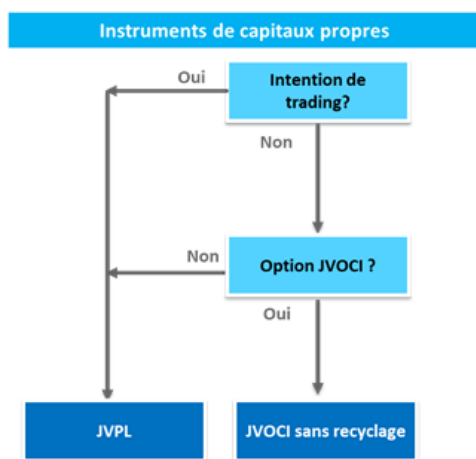 Instruments de capitaux propres
Oui
Intention de
trading?
Non
Non
Option JVOCI ?
Oui
JVPL
JVOCI sans recyclage